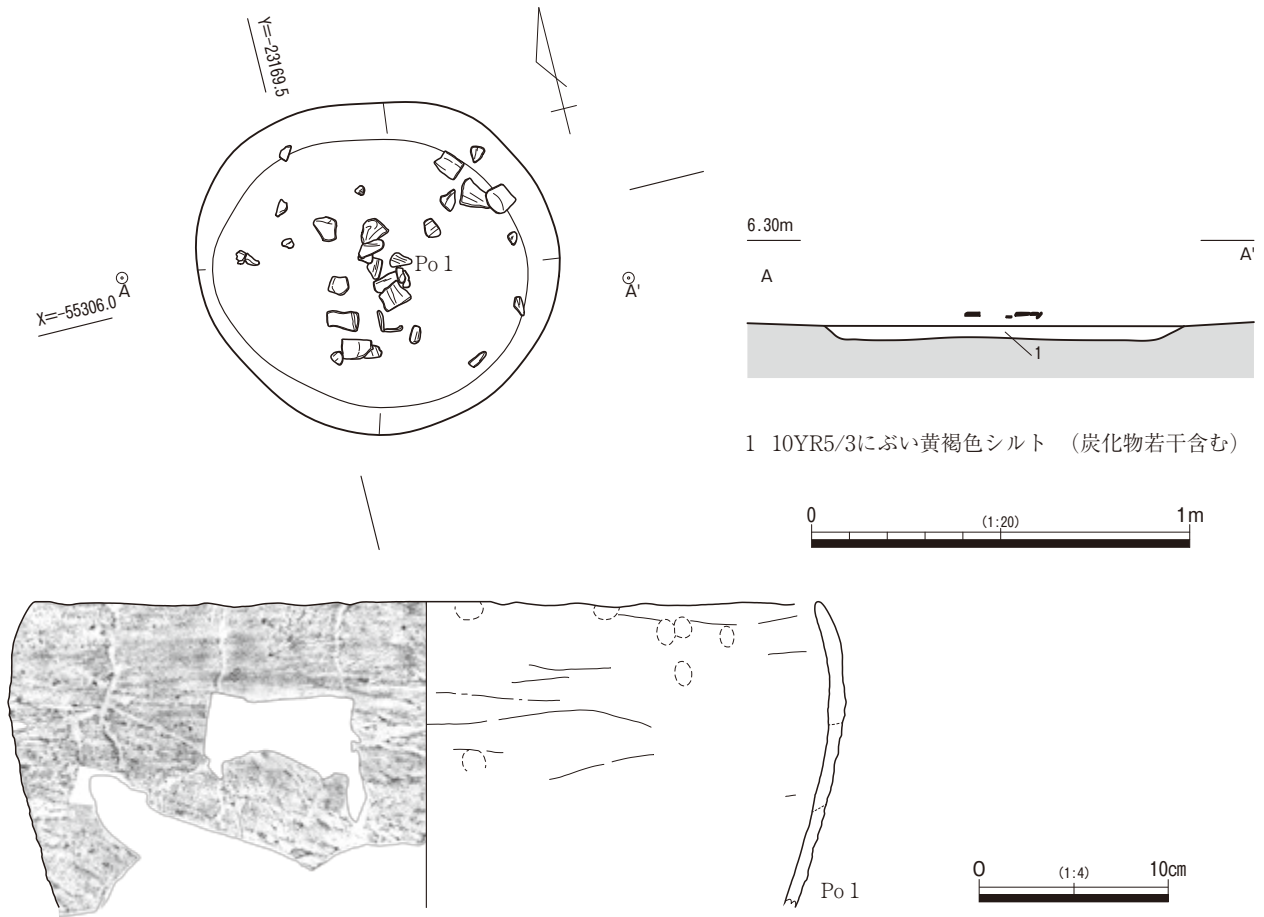 Y=-23169.5
Po 1
A
A'
X=-55306.0
6.30m
A
A'
1
1 10YR5/3にぶい黄褐色シルト （炭化物若干含む）
0 (1:20) 1m
Po 1
0 (1:4) 10cm